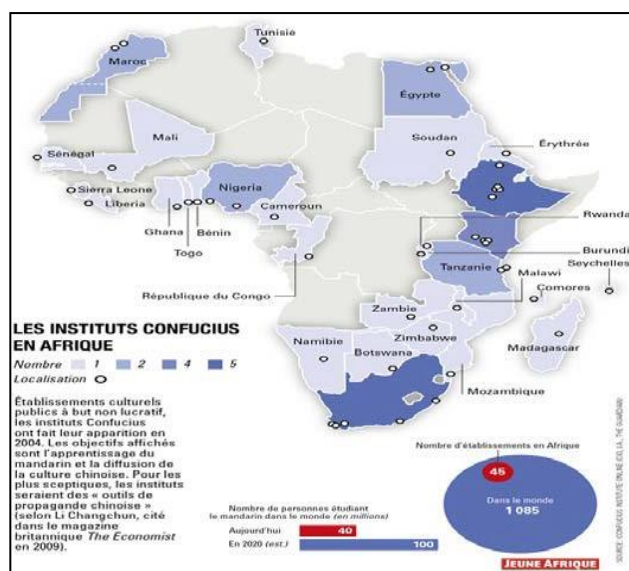 Tunisie
Maroc
Égypte
Mali
Soudan
Érythrée
Sénégal
Sierra Leone
Liberia
Nigeria
Cameroun
Ghana
Togo
Bénin
République du Congo
Rwanda
Burundi
Seychelles
Tanzanie
Malawi
Comores
Zambie
Zimbabwe
Namibie
Botswana
Madagascar
Mozambique
LES INSTITUTS CONFUCIUS
EN AFRIQUE
Nombre 1 2 4 5
Localisation
Établissements culturels
publics à but non lucratif,
les instituts Confucius
ont fait leur apparition en
2004. Les objectifs affichés
sont l'apprentissage du
mandarin et la diffusion de
la culture chinoise. Pour les
plus sceptiques, les instituts
seraient des « outils de
propagande chinoise »
(selon Li Changchun, cité
dans le magazine
britannique The Economist
en 2009).
Nombre de personnes étudiant
le mandarin dans le monde (en millions)
Aujourd'hui 40
En 2020 (est.) 100
Nombre d'établissements en Afrique
45
Dans le monde
1 085
JEUNE AFRIQUE
SOURCE: CONFUCIUS INSTITUTE ONLINE THE GUARDIAN